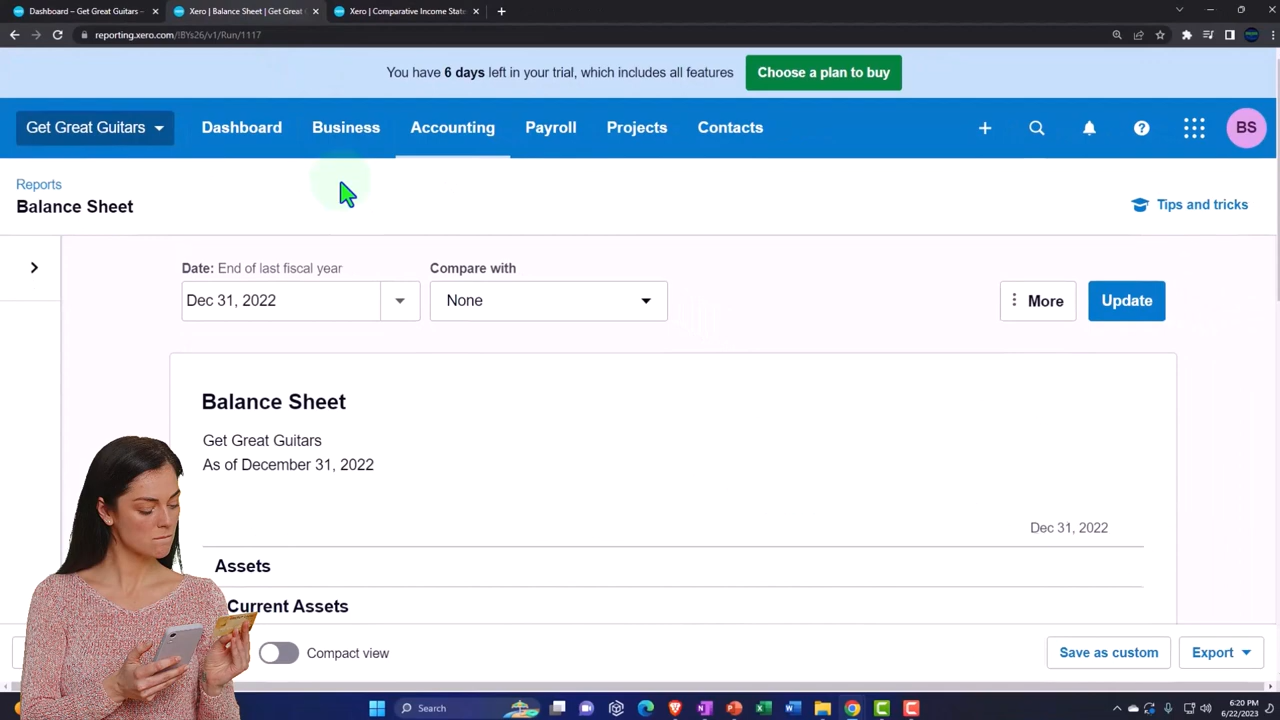 Dashboard – Get Great Guitars –
Xero | Balance Sheet | Get Great
Xero | Comparative Income State
reporting.xero.com/!BYs26/v1/Run/1117
You have 6 days left in your trial, which includes all features
Choose a plan to buy
Get Great Guitars
Dashboard
Business
Accounting
Payroll
Projects
Contacts
BS
Reports
Balance Sheet
Tips and tricks
Date: End of last fiscal year
Compare with
Dec 31, 2022
None
More
Update
Balance Sheet
Get Great Guitars
As of December 31, 2022
Dec 31, 2022
Assets
Current Assets
Compact view
Save as custom
Export
Search
6:20 PM
6/22/2023